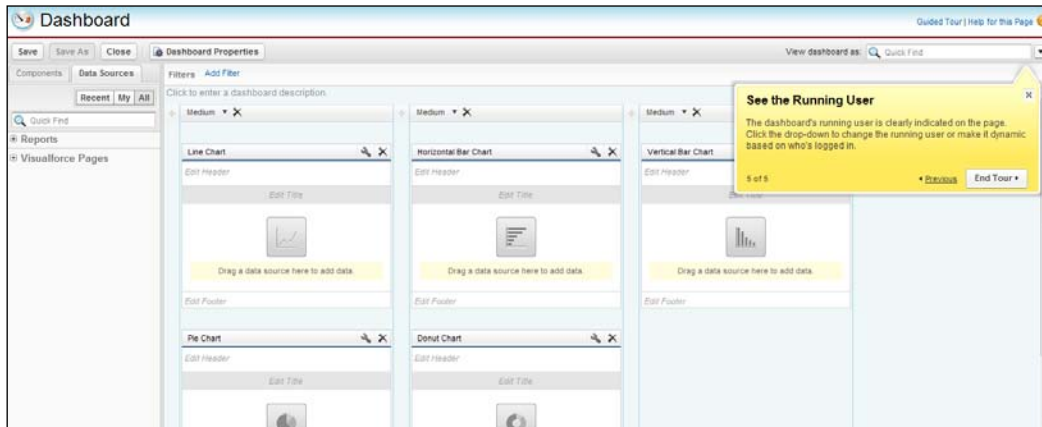 Dashboard
Guided Tour | Help for this Page
Save Save As Close Dashboard Properties View dashboard as: Quick Find
Components Data Sources
Filters Add Filter
Recent My All
Click to enter a dashboard description.
Quick Find
Reports
Visualforce Pages
Medium Medium Medium
See the Running User
The dashboard's running user is clearly indicated on the page.
Click the drop-down to change the running user or make it dynamic
based on who's logged in.
5 of 5 Previous End Tour
Line Chart Horizontal Bar Chart Vertical Bar Chart
Edit Header Edit Header Edit Header
Edit Title Edit Title
Drag a data source here to add data. Drag a data source here to add data. Drag a data source here to add data.
Edit Footer Edit Footer Edit Footer
Pie Chart Donut Chart
Edit Header Edit Header
Edit Title Edit Title